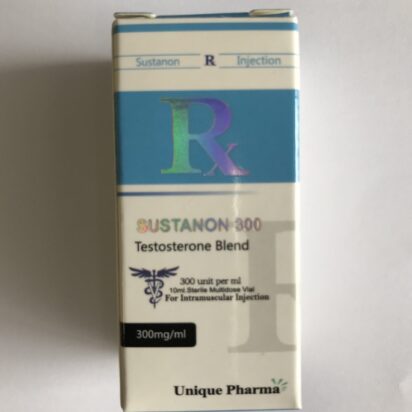 Sustanon R Injection
Rx
SUSTANON 300
Testosterone Blend
300 unit per ml
10ml.Sterile Multidose Vial
For Intramuscular Injection
300mg/ml
Unique Pharma